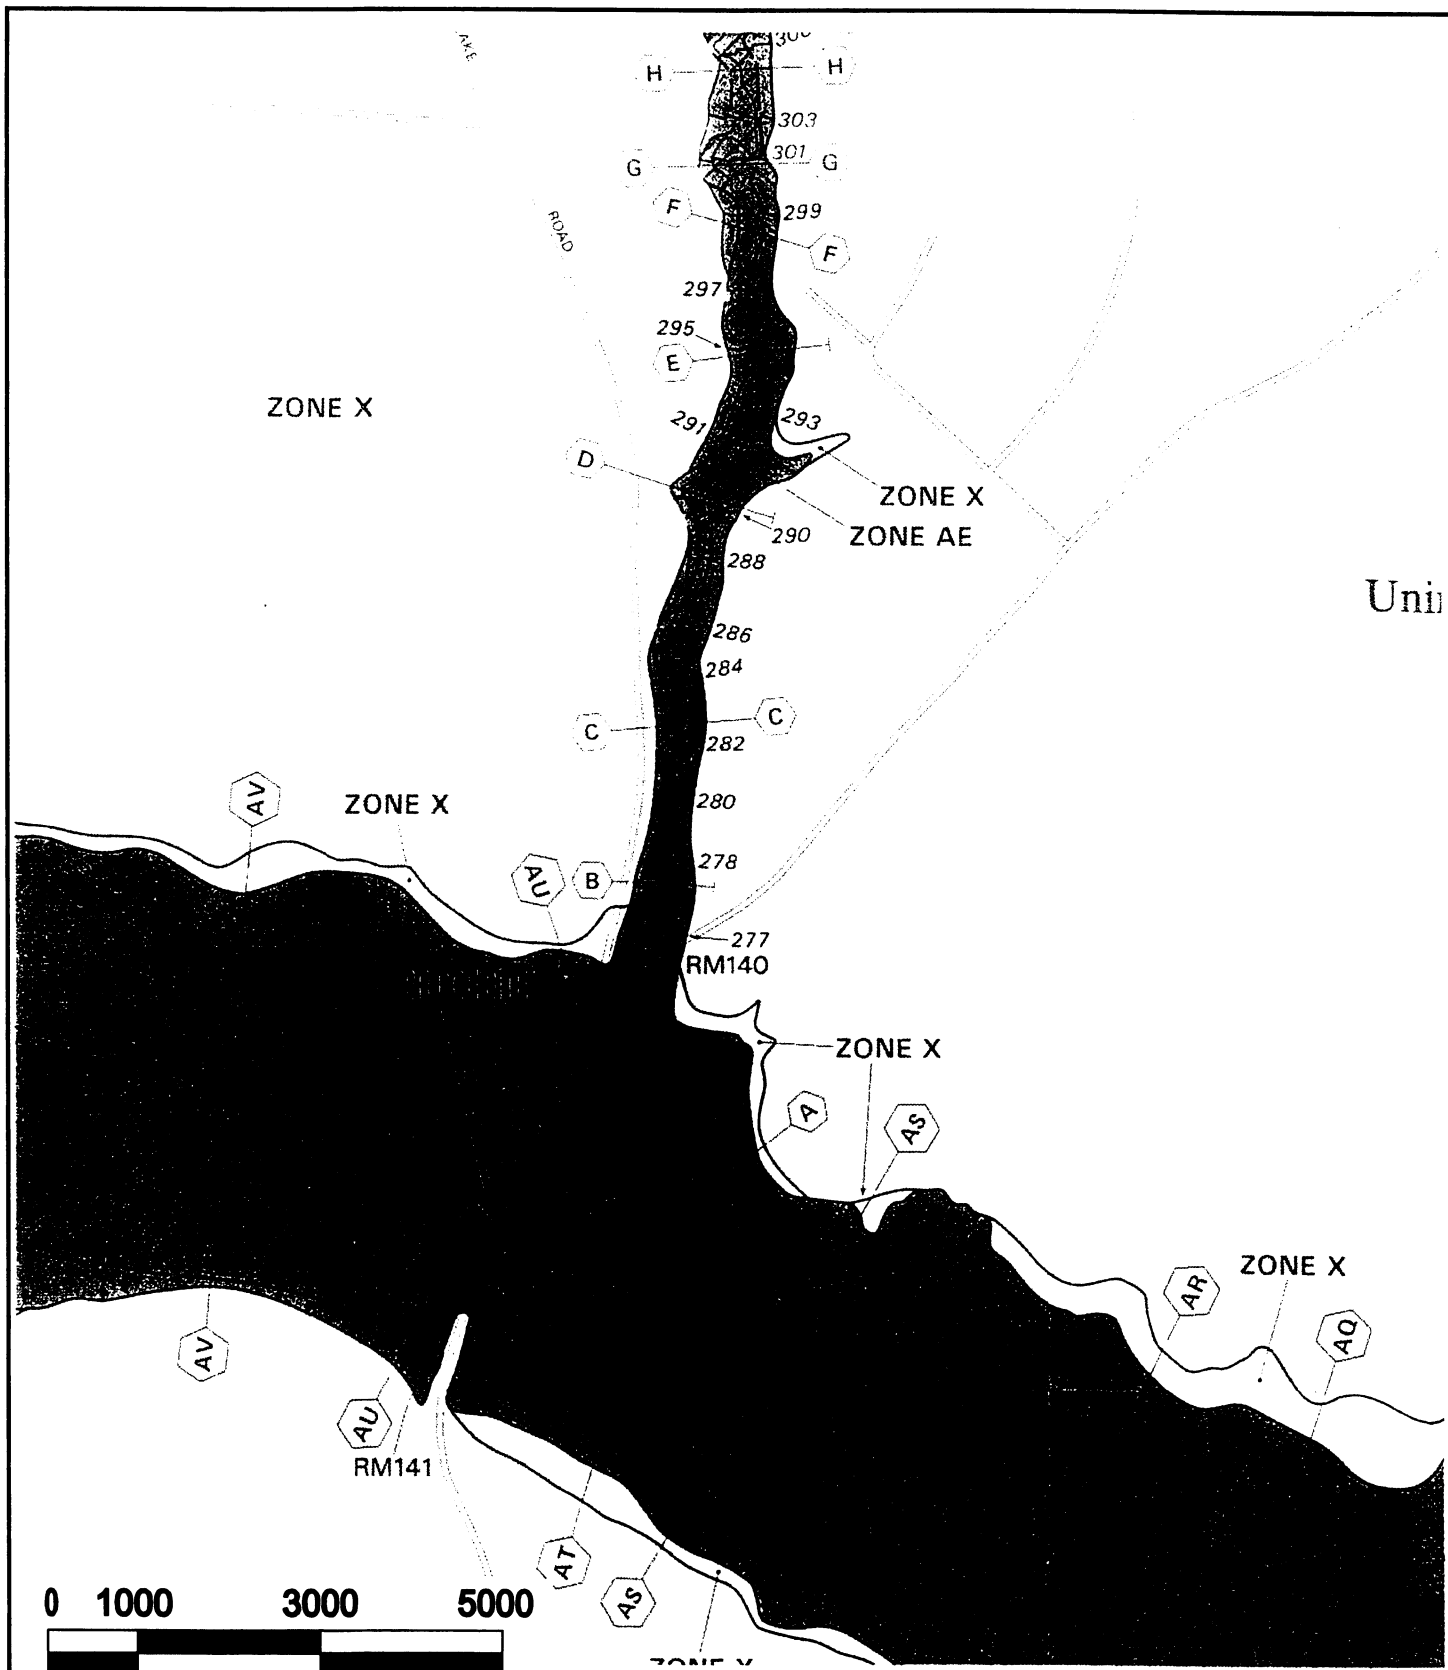 H H
303
301
G G
F
299
ROAD
F
297
295
E
ZONE X
291
293
D
ZONE X
290
ZONE AE
288
286
284
C C
282
280
AV
ZONE X
278
AU
B
277
RM140
ZONE X
A
AS
ZONE X
AR
AQ
AV
AU
RM141
AT
AS
0 1000 3000 5000
ZONE X